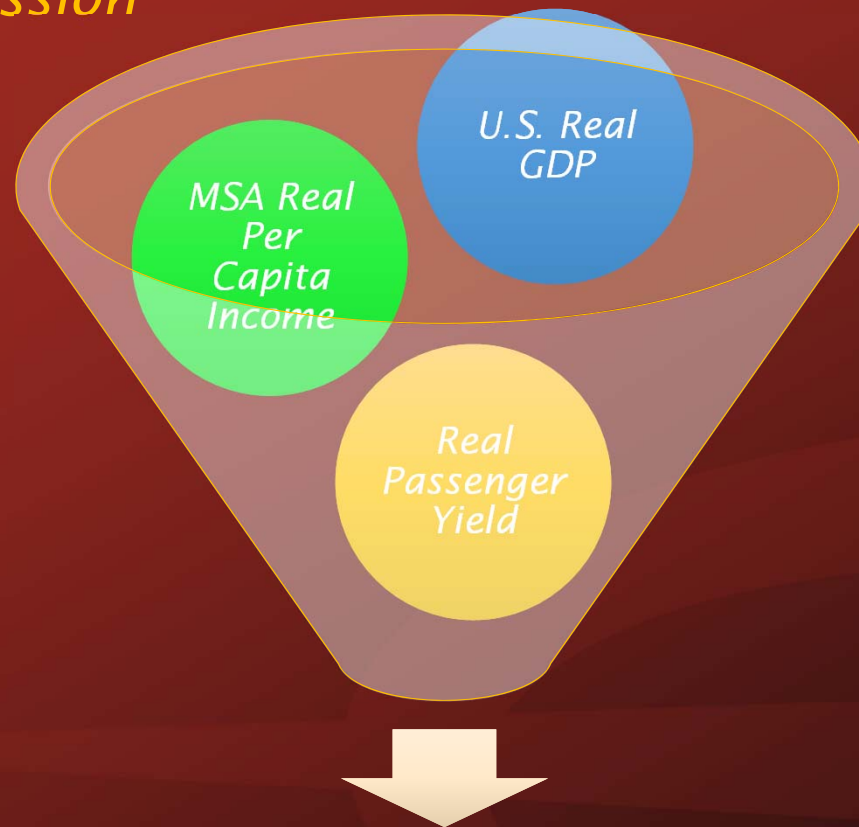 U.S. Real
GDP
MSA Real
Per
Capita
Income
Real
Passenger
Yield